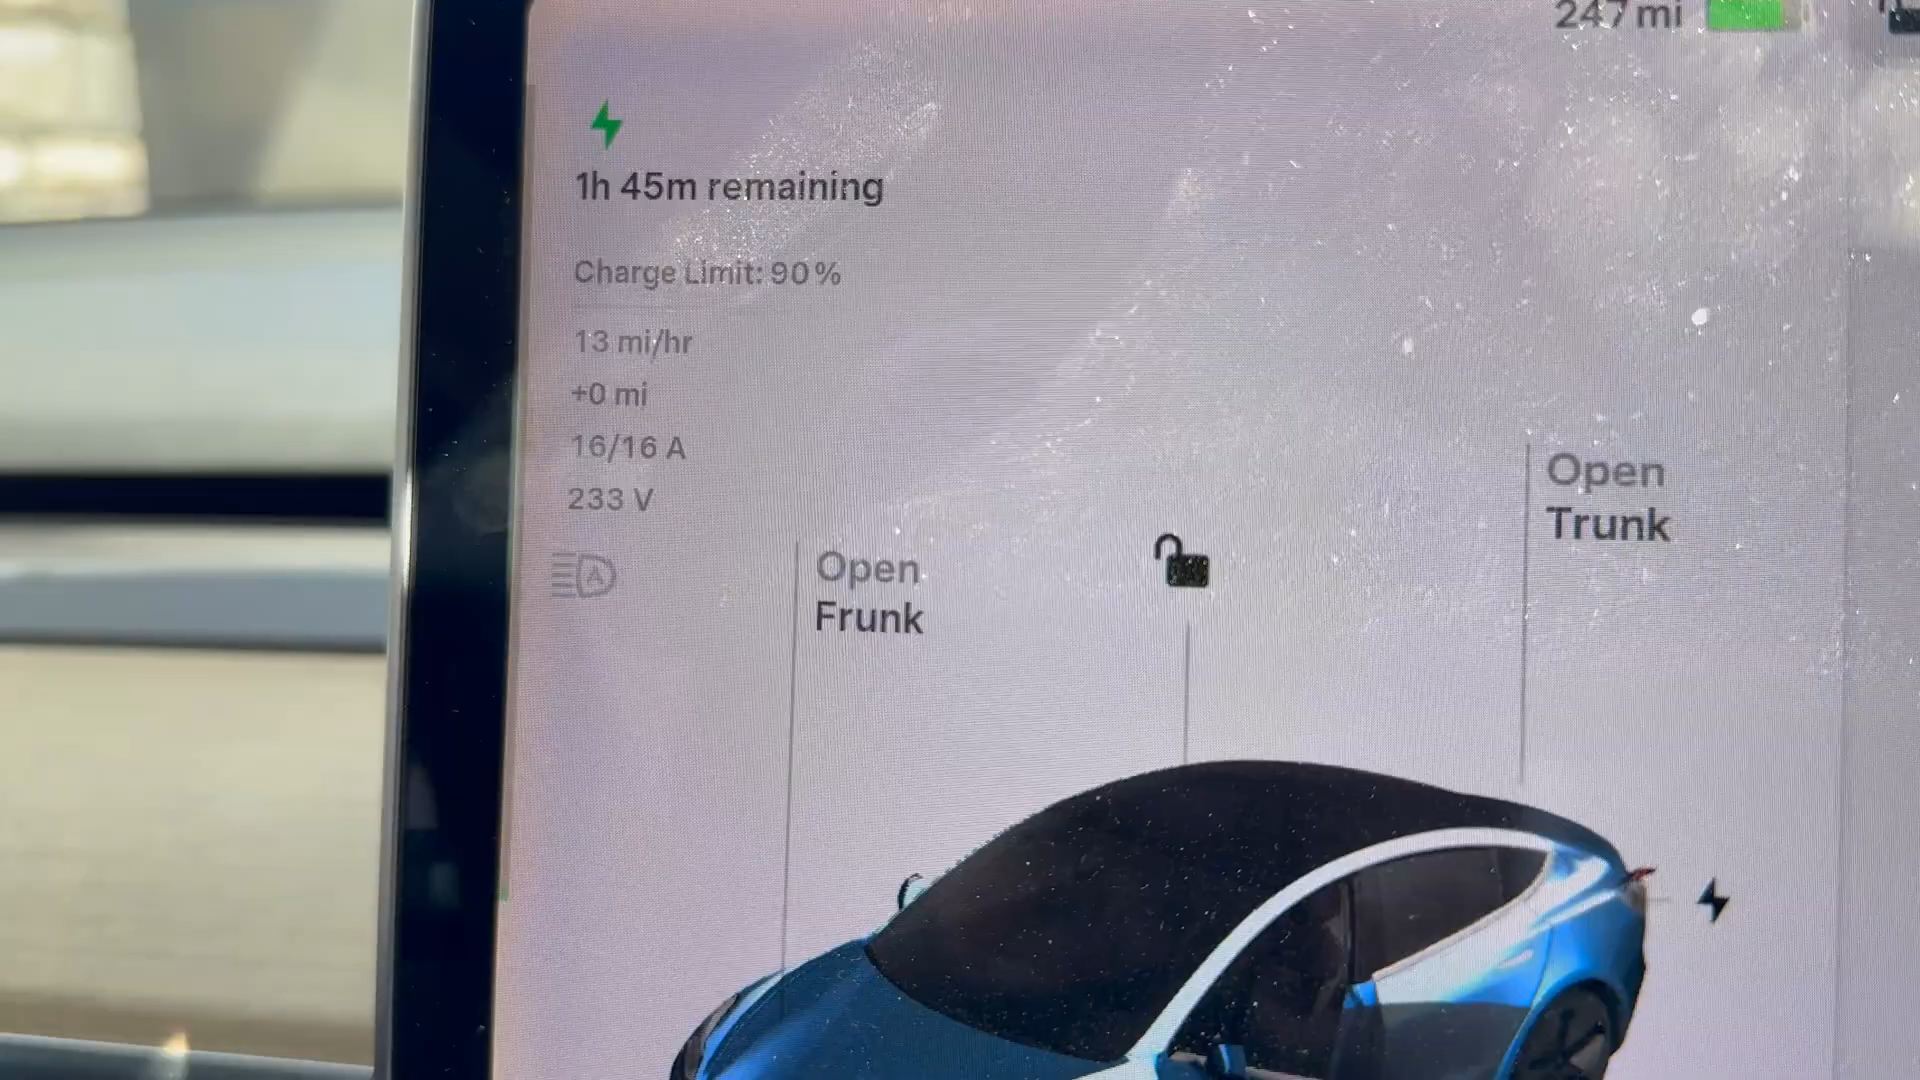 247 mi
1h 45m remaining
Charge Limit: 90%
13 mi/hr
+0 mi
16/16 A
233 V
A
Open
Frunk
Open
Trunk